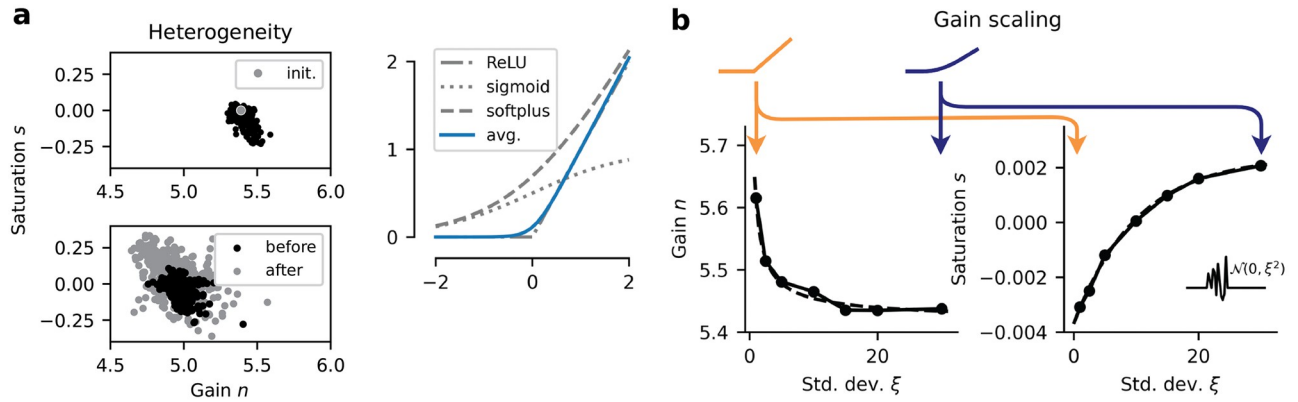 a
Heterogeneity
Saturation s
0.25
0.00
−0.25
init.
4.5 5.0 5.5 6.0
0.25
0.00
−0.25
before
after
4.5 5.0 5.5 6.0
Gain n
2
1
0
ReLU
sigmoid
softplus
avg.
−2 0 2
b
Gain scaling
Gain n
5.7
5.6
5.5
5.4
0 20
Std. dev. ξ
Saturation s
0.002
0.000
−0.002
−0.004
𝒩(0, ξ²)
0 20
Std. dev. ξ